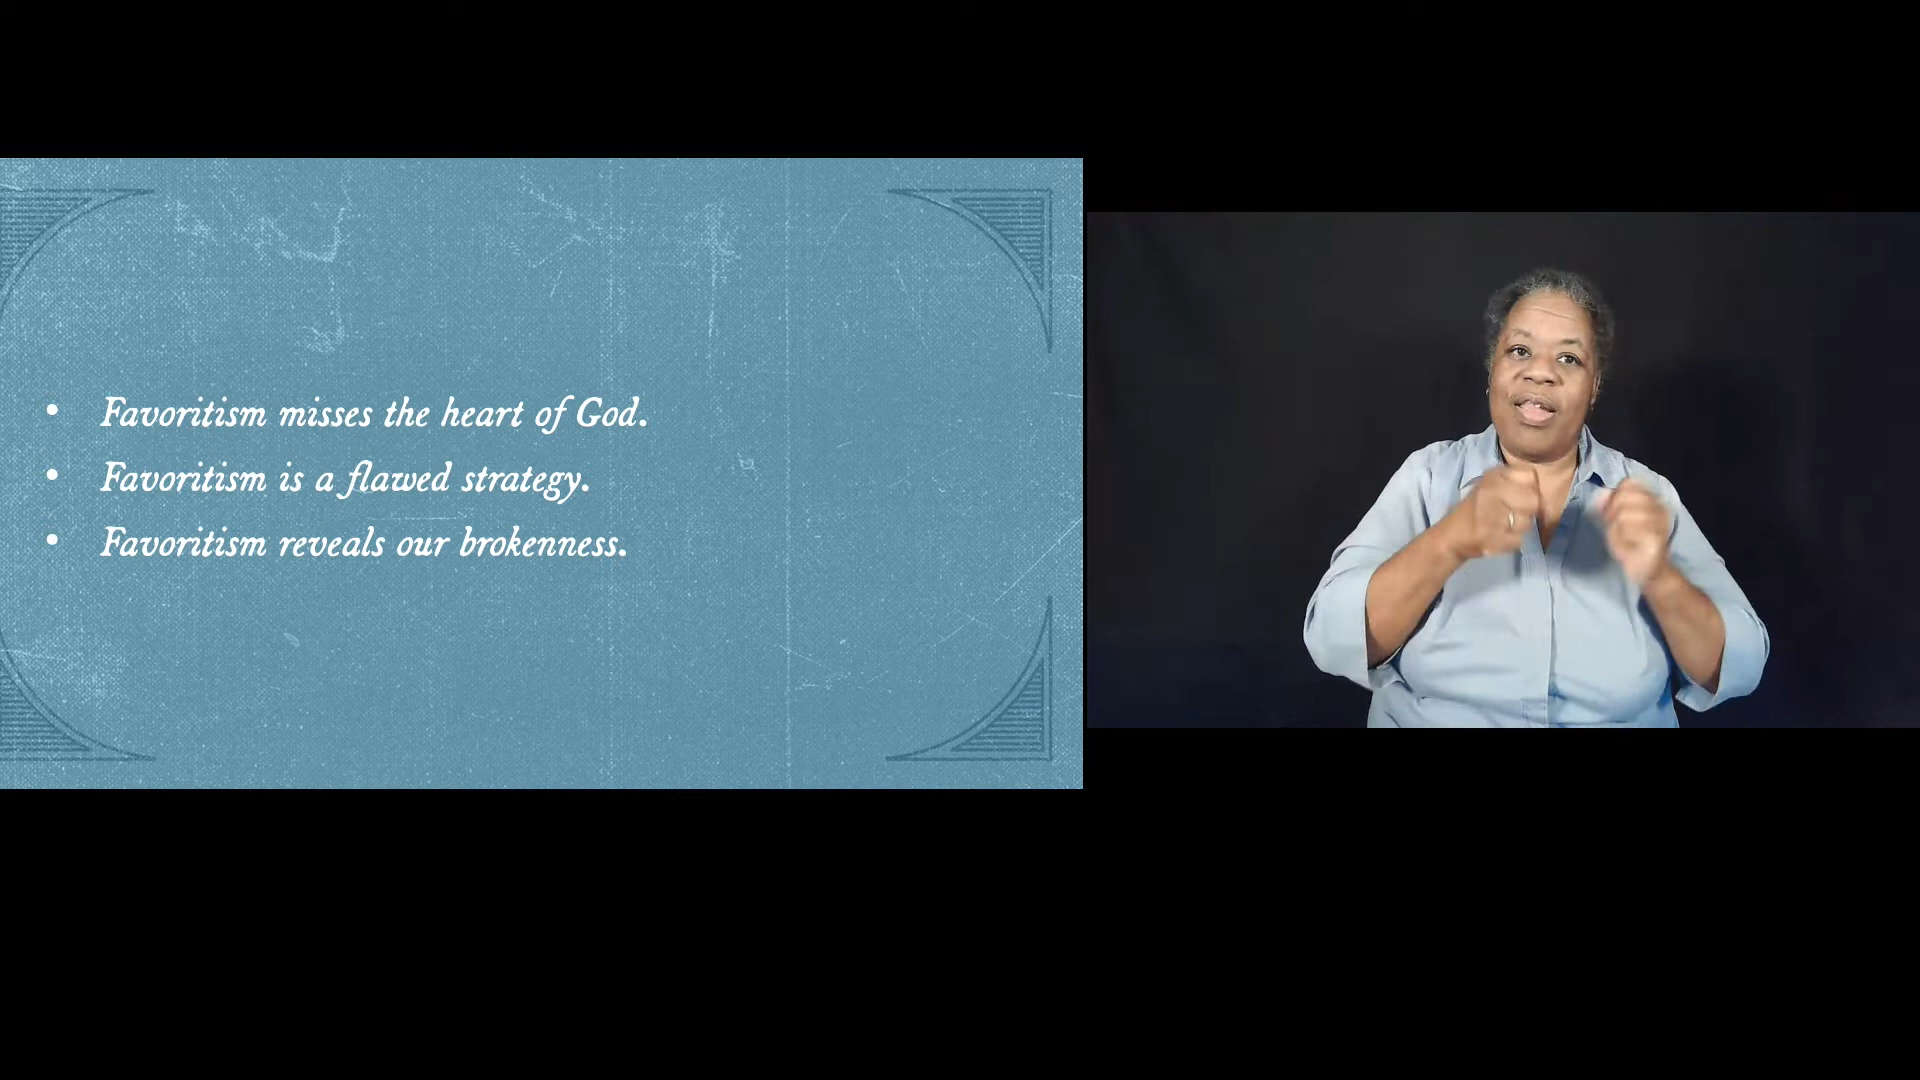 • Favoritism misses the heart of God.
• Favoritism is a flawed strategy.
• Favoritism reveals our brokenness.